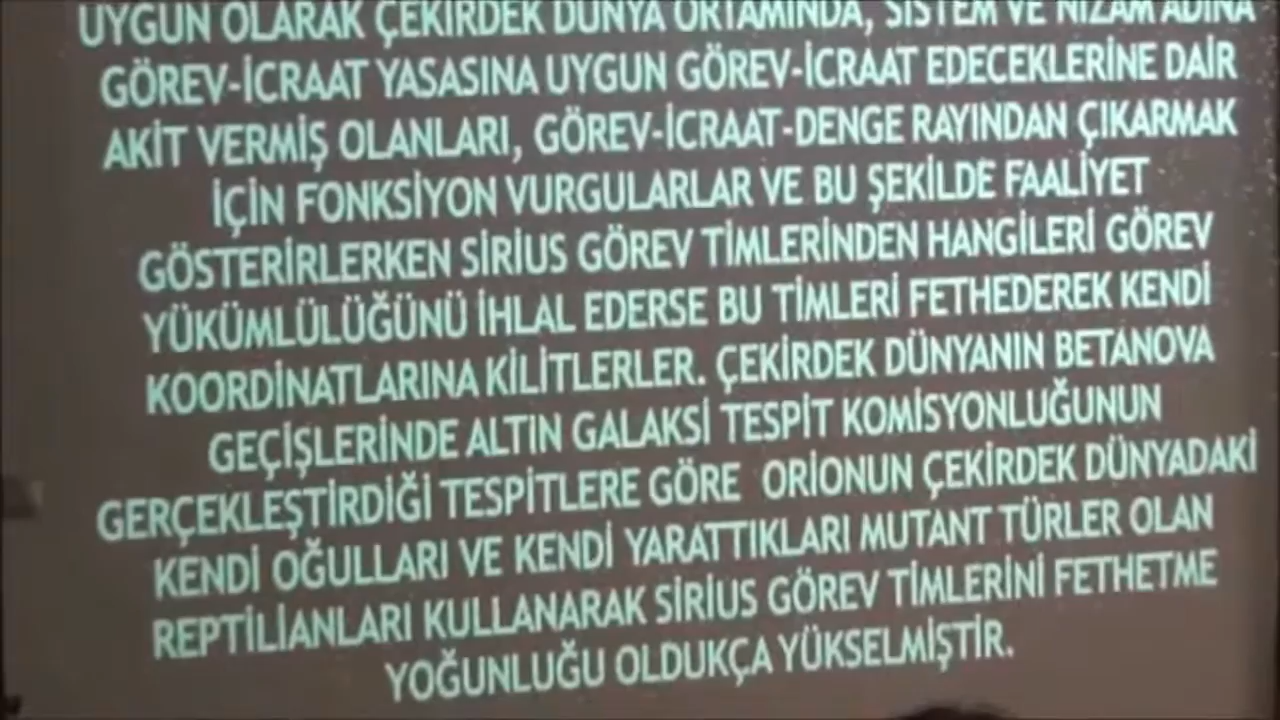 UYGUN OLARAK ÇEKİRDEK DÜNYA ORTAMINDA, SİSTEM VE NİZAM ADINA
GÖREV-İCRAAT YASASINA UYGUN GÖREV-İCRAAT EDECEKLERİNE DAİR
AKİT VERMİŞ OLANLARI, GÖREV-İCRAAT-DENGE RAYINDAN ÇIKARMAK
İÇİN FONKSİYON VURGULARLAR VE BU ŞEKİLDE FAALİYET
GÖSTERİRLERKEN SİRİUS GÖREV TİMLERİNDEN HANGİLERİ GÖREV
YÜKÜMLÜLÜĞÜNÜ İHLAL EDERSE BU TİMLERİ FETHEDEREK KENDİ
KOORDİNATLARINA KİLİTLERLER. ÇEKİRDEK DÜNYANIN BETANOVA
GEÇİŞLERİNDE ALTIN GALAKSİ TESPİT KOMİSYONLUĞUNUN
GERÇEKLEŞTİRDİĞİ TESPİTLERE GÖRE ORIONUN ÇEKİRDEK DÜNYADAKİ
KENDİ OĞULLARI VE KENDİ YARATTIKLARI MUTANT TÜRLER OLAN
REPTİLİANLARI KULLANARAK SİRİUS GÖREV TİMLERİNİ FETHETME
YOĞUNLUĞU OLDUKÇA YÜKSELMİŞTİR.